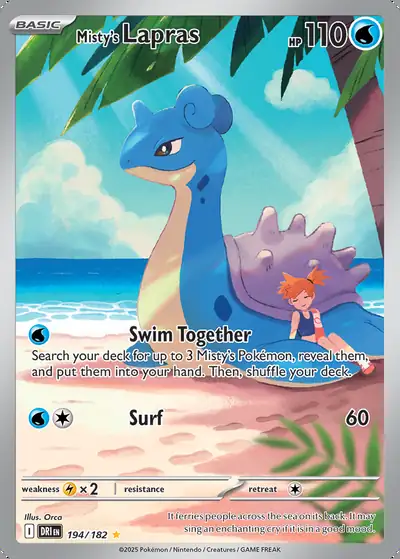 BASIC
Misty's Lapras HP 110
Swim Together
Search your deck for up to 3 Misty's Pokémon, reveal them,
and put them into your hand. Then, shuffle your deck.
Surf 60
weakness x2 resistance retreat
Illus. Orca
I DRI EN 194/182
It ferries people across the sea on its back. It may
sing an enchanting cry if it is in a good mood.
©2025 Pokémon / Nintendo / Creatures / GAME FREAK